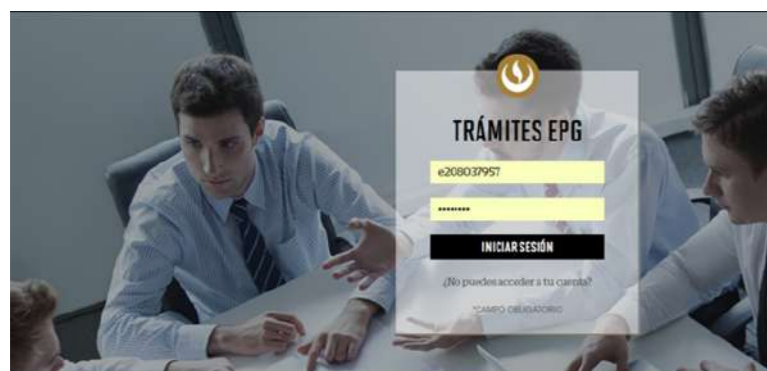 TRÁMITES EPG
e208037957
••••••••
INICIAR SESIÓN
¿No puedes acceder a tu cuenta?
*CAMPO OBLIGATORIO